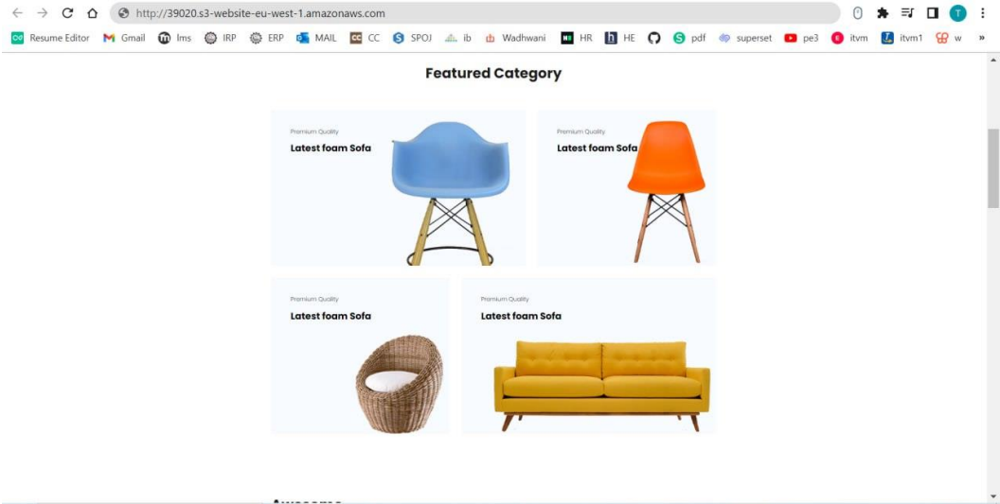 http://39020.s3-website-eu-west-1.amazonaws.com
T
Resume Editor Gmail lms IRP ERP MAIL CC CC SPOJ ib Wadhwani HR HE pdf superset pe3 itvm itvm1 w »
Featured Category
Premium Quality
Latest foam Sofa
Premium Quality
Latest foam Sofa
Premium Quality
Latest foam Sofa
Premium Quality
Latest foam Sofa